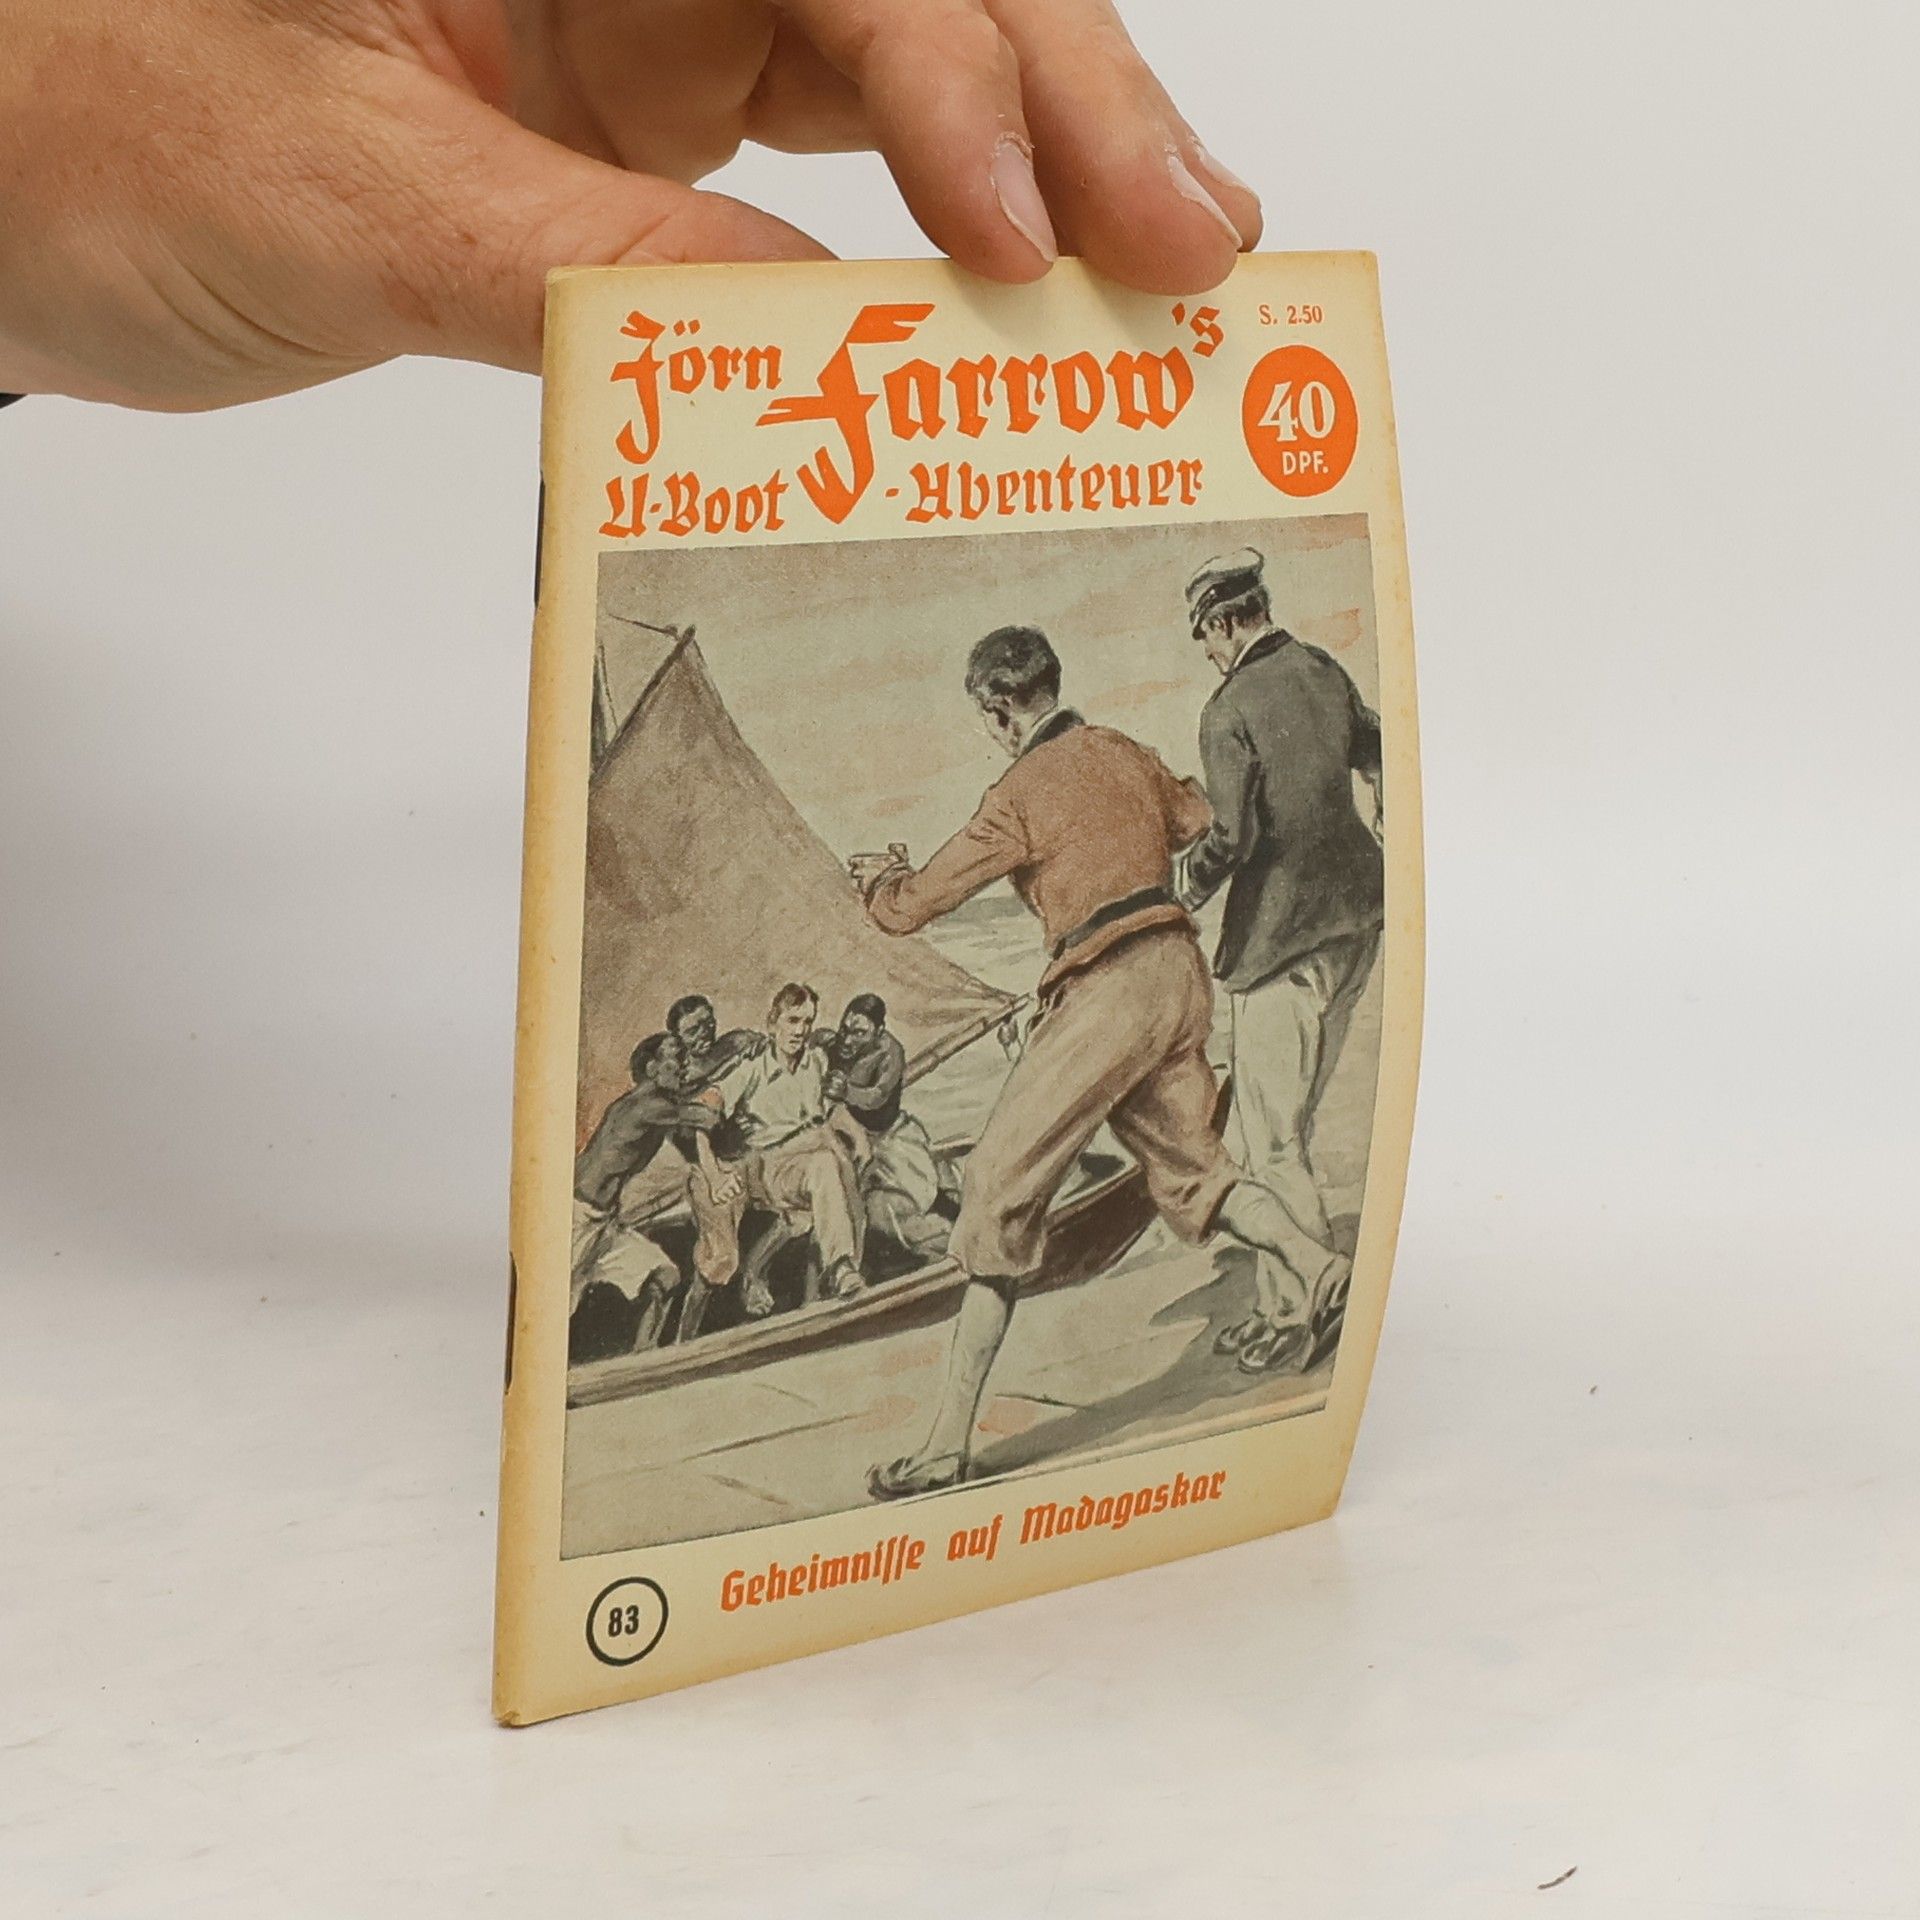 Jörn Farrow's
S. 2.50
40
DPF.
U-Boot-Abenteuer
Geheimniſſe auf Madagaskar
83